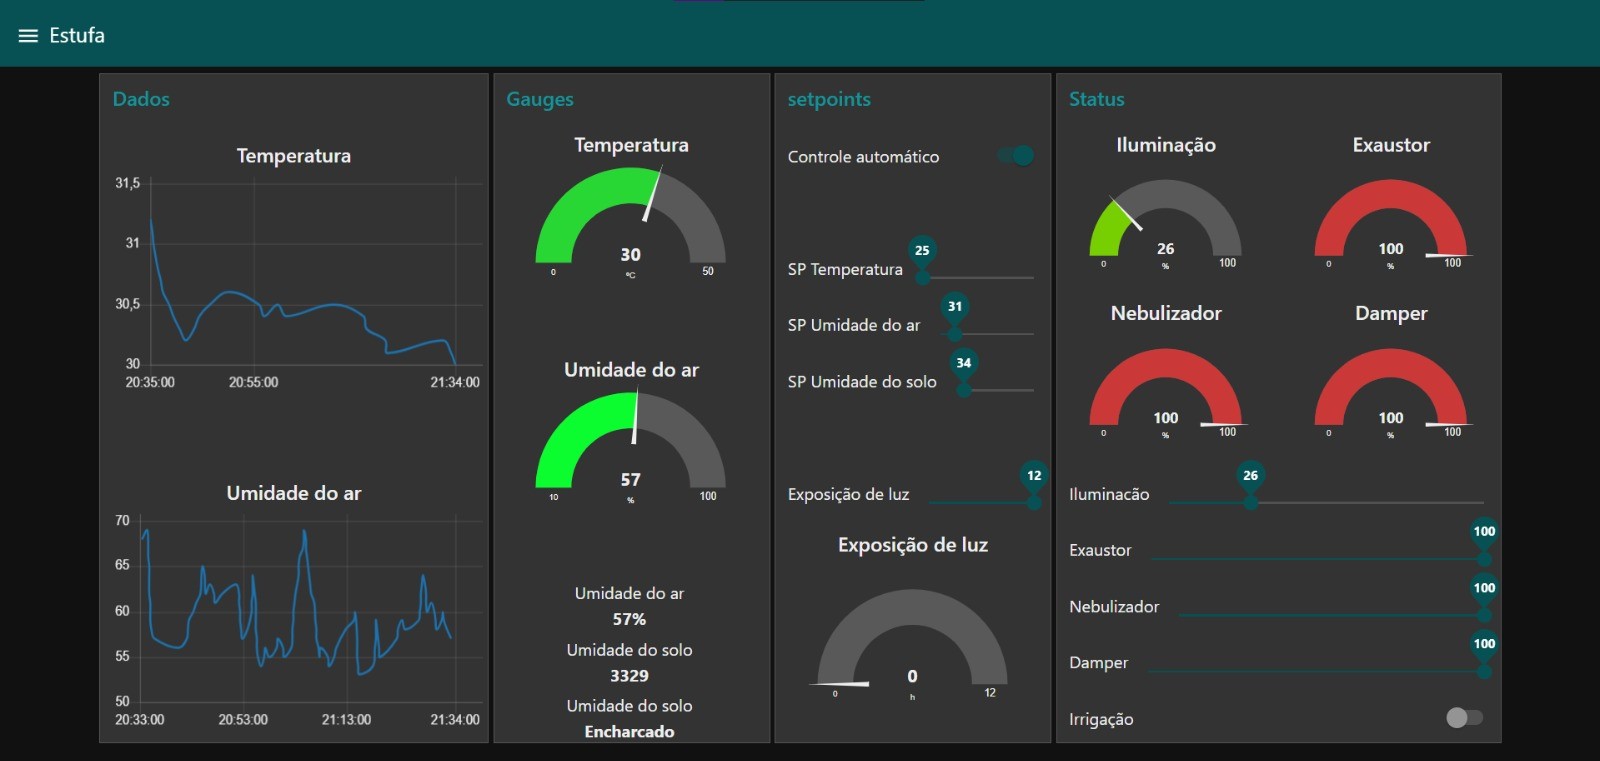 Estufa
Dados
Temperatura
31,5
31
30,5
30
20:35:00 20:55:00 21:34:00
Umidade do ar
70
65
60
55
50
20:33:00 20:53:00 21:13:00 21:34:00
Gauges
Temperatura
30
ºC
0 50
Umidade do ar
57
%
10 100
Umidade do ar
57%
Umidade do solo
3329
Umidade do solo
Encharcado
setpoints
Controle automático
25
SP Temperatura
31
SP Umidade do ar
34
SP Umidade do solo
12
Exposição de luz
Exposição de luz
0
h
0 12
Status
Iluminação
26
%
0 100
Exaustor
100
%
0 100
Nebulizador
100
%
0 100
Damper
100
%
0 100
26
Iluminacão
100
Exaustor
100
Nebulizador
100
Damper
Irrigação